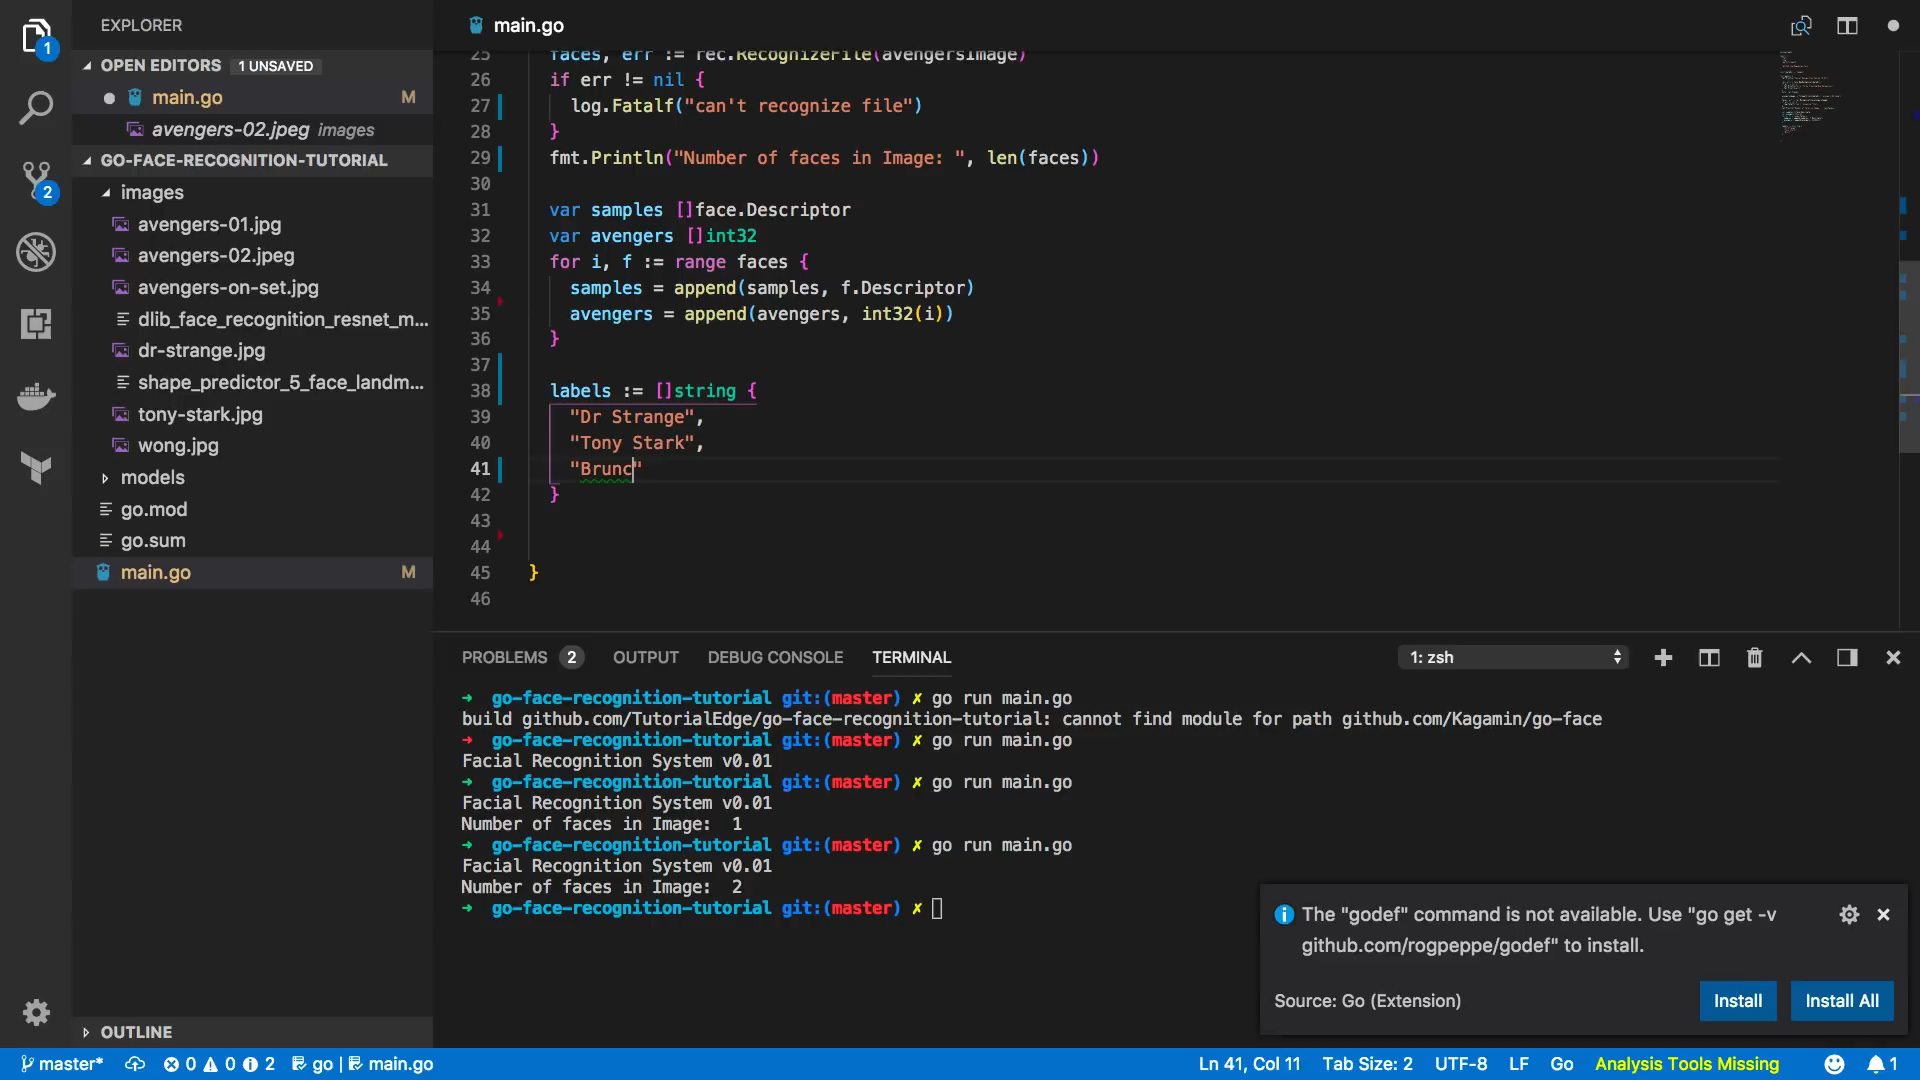 EXPLORER
OPEN EDITORS 1 UNSAVED
main.go M
avengers-02.jpeg images
GO-FACE-RECOGNITION-TUTORIAL
images
avengers-01.jpg
avengers-02.jpeg
avengers-on-set.jpg
dlib_face_recognition_resnet_m...
dr-strange.jpg
shape_predictor_5_face_landm...
tony-stark.jpg
wong.jpg
models
go.mod
go.sum
main.go M
OUTLINE
1
2
main.go
25 faces, err := rec.RecognizeFile(avengersImage)
26 if err != nil {
27 log.Fatalf("can't recognize file")
28 }
29 fmt.Println("Number of faces in Image: ", len(faces))
30
31 var samples []face.Descriptor
32 var avengers []int32
33 for i, f := range faces {
34 samples = append(samples, f.Descriptor)
35 avengers = append(avengers, int32(i))
36 }
37
38 labels := []string {
39 "Dr Strange",
40 "Tony Stark",
41 "Brunc"
42 }
43
44
45 }
46
PROBLEMS 2 OUTPUT DEBUG CONSOLE TERMINAL 1: zsh
→ go-face-recognition-tutorial git:(master) ✗ go run main.go
build github.com/TutorialEdge/go-face-recognition-tutorial: cannot find module for path github.com/Kagamin/go-face
→ go-face-recognition-tutorial git:(master) ✗ go run main.go
Facial Recognition System v0.01
→ go-face-recognition-tutorial git:(master) ✗ go run main.go
Facial Recognition System v0.01
Number of faces in Image:  1
→ go-face-recognition-tutorial git:(master) ✗ go run main.go
Facial Recognition System v0.01
Number of faces in Image:  2
→ go-face-recognition-tutorial git:(master) ✗
The "godef" command is not available. Use "go get -v
github.com/rogpeppe/godef" to install.
Source: Go (Extension) Install Install All
master* 0 0 2 go | main.go Ln 41, Col 11 Tab Size: 2 UTF-8 LF Go Analysis Tools Missing 1